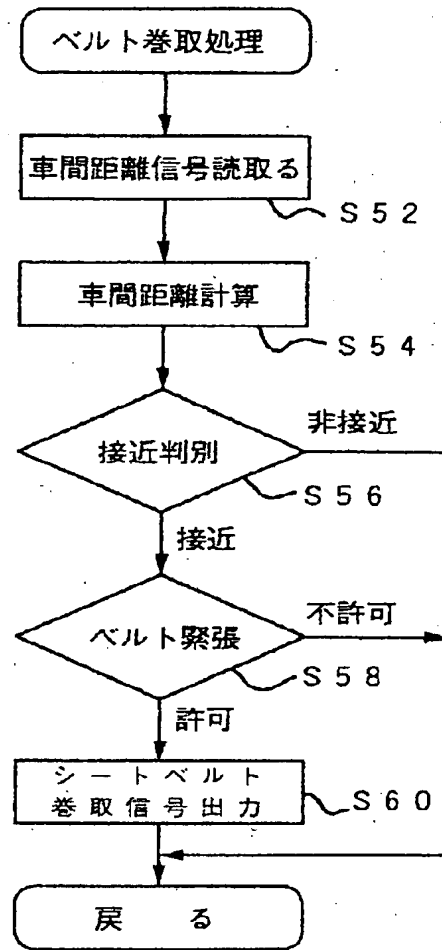 ベルト巻取処理
車間距離信号読取る
S52
車間距離計算
S54
接近判別
非接近
S56
接近
ベルト緊張
不許可
S58
許可
シートベルト
巻取信号出力
S60
戻る